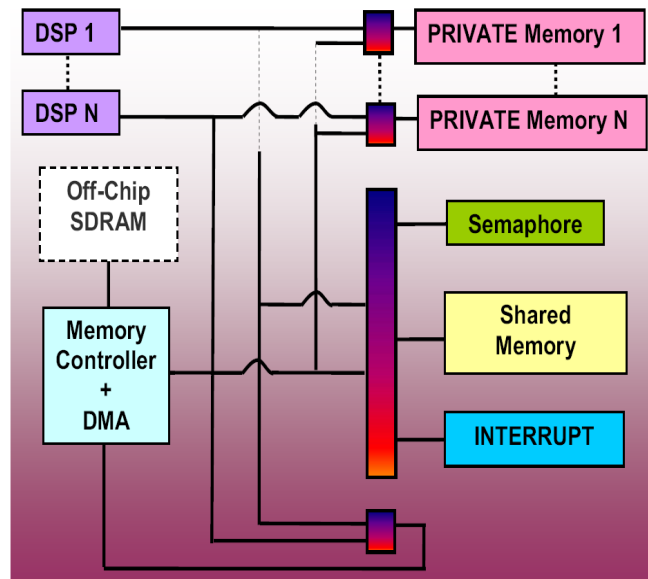 DSP 1
PRIVATE Memory 1
DSP N
PRIVATE Memory N
Off-Chip
SDRAM
Semaphore
Memory
Controller
+
DMA
Shared
Memory
INTERRUPT